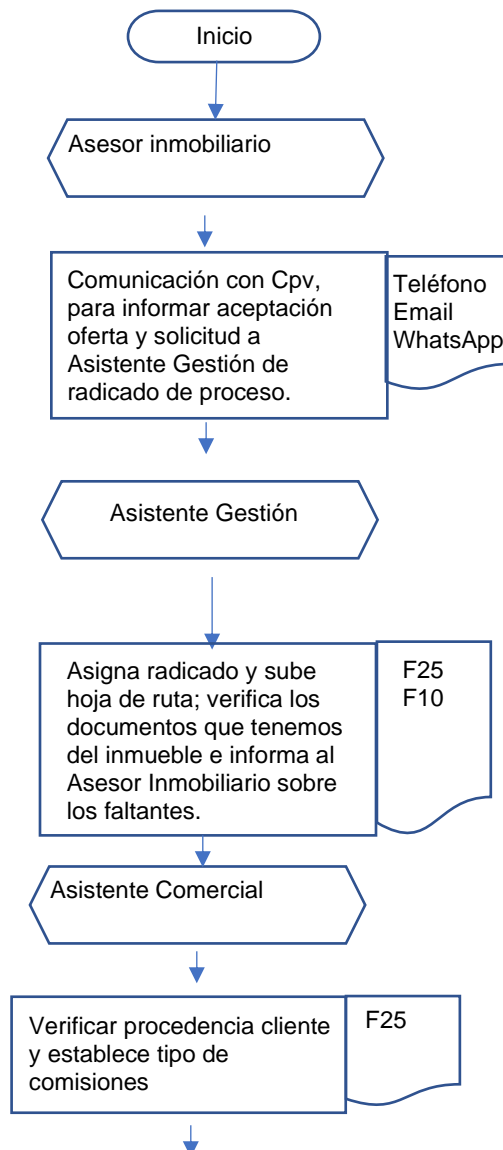 Inicio
Asesor inmobiliario
Comunicación con Cpv,
para informar aceptación
oferta y solicitud a
Asistente Gestión de
radicado de proceso.
Teléfono
Email
WhatsApp
Asistente Gestión
Asigna radicado y sube
hoja de ruta; verifica los
documentos que tenemos
del inmueble e informa al
Asesor Inmobiliario sobre
los faltantes.
F25
F10
Asistente Comercial
Verificar procedencia cliente
y establece tipo de
comisiones
F25